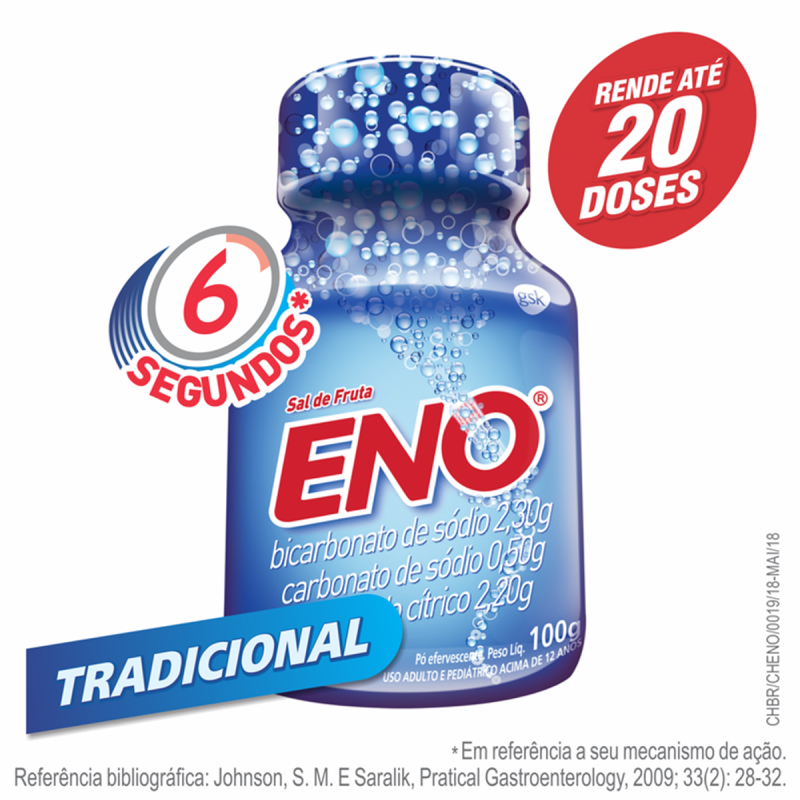 RENDE ATÉ
20
DOSES
6
SEGUNDOS*
gsk
Sal de Fruta
ENO®
bicarbonato de sódio 2,30g
carbonato de sódio 0,50g
cítrico 2,20g
TRADICIONAL
Pó efervescente. Peso Líq. 100g
USO ADULTO E PEDIÁTRICO ACIMA DE 12 ANOS
CHBR/CHENO/0019/18-MAI/18
* Em referência a seu mecanismo de ação.
Referência bibliográfica: Johnson, S. M. E Saralik, Pratical Gastroenterology, 2009; 33(2): 28-32.